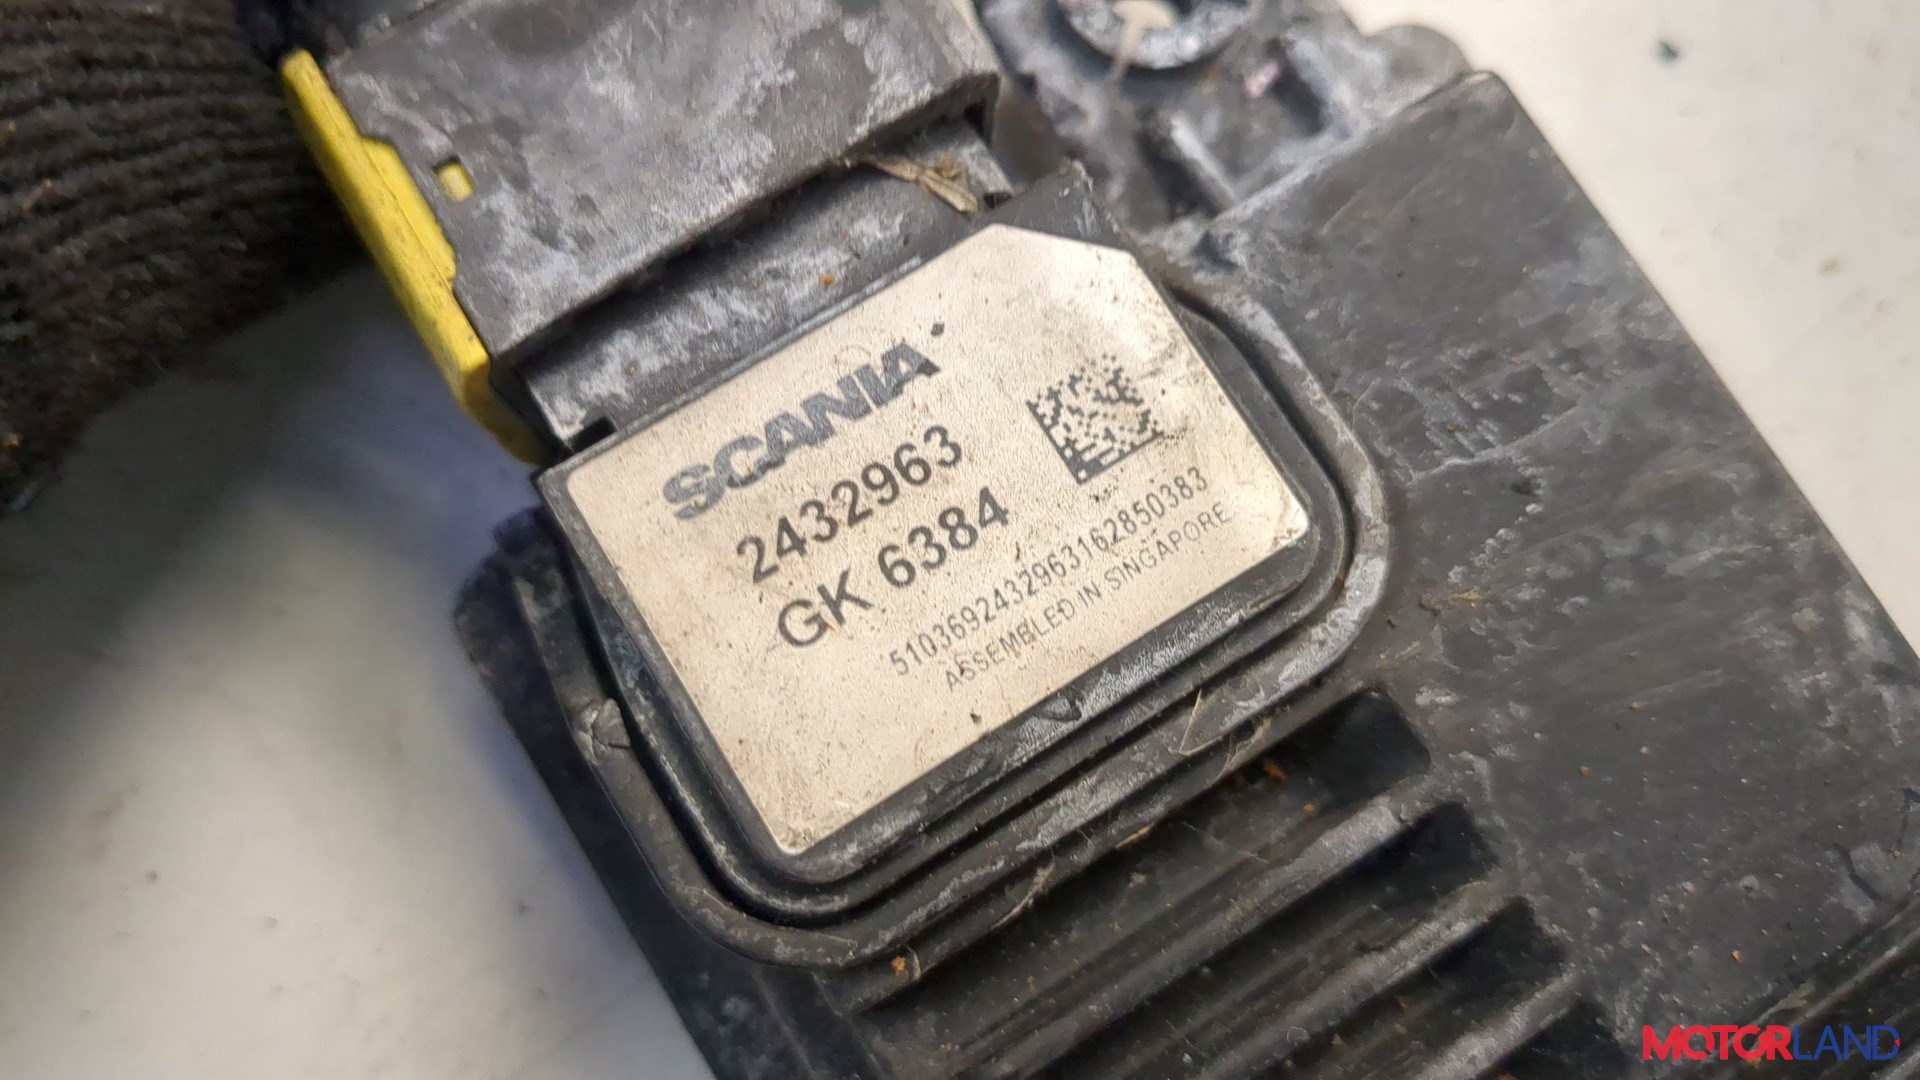 SCANIA
2432963
GK 6384
5103692432963162850383
ASSEMBLED IN SINGAPORE
MOTORLAND